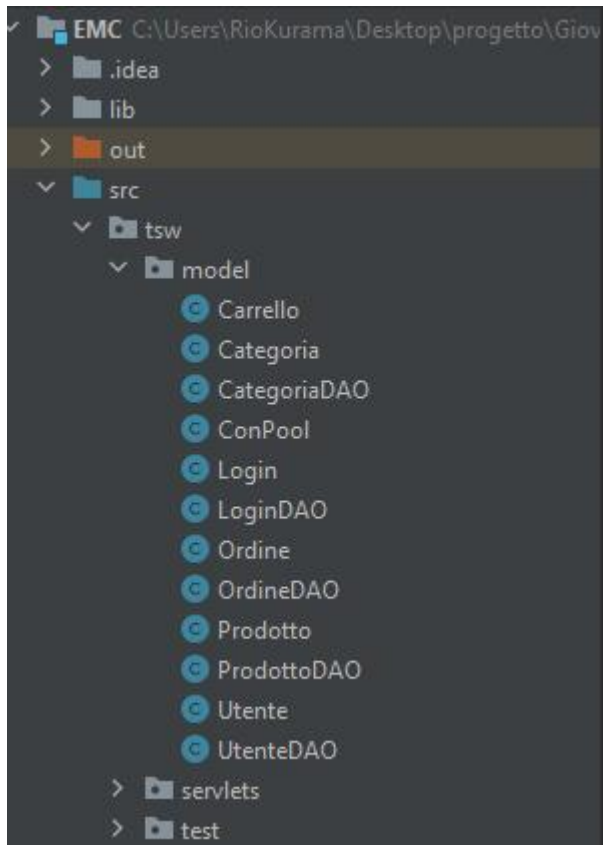 EMC C:\Users\RioKurama\Desktop\progetto\Giov
.idea
lib
out
src
tsw
model
Carrello
Categoria
CategoriaDAO
ConPool
Login
LoginDAO
Ordine
OrdineDAO
Prodotto
ProdottoDAO
Utente
UtenteDAO
servlets
test